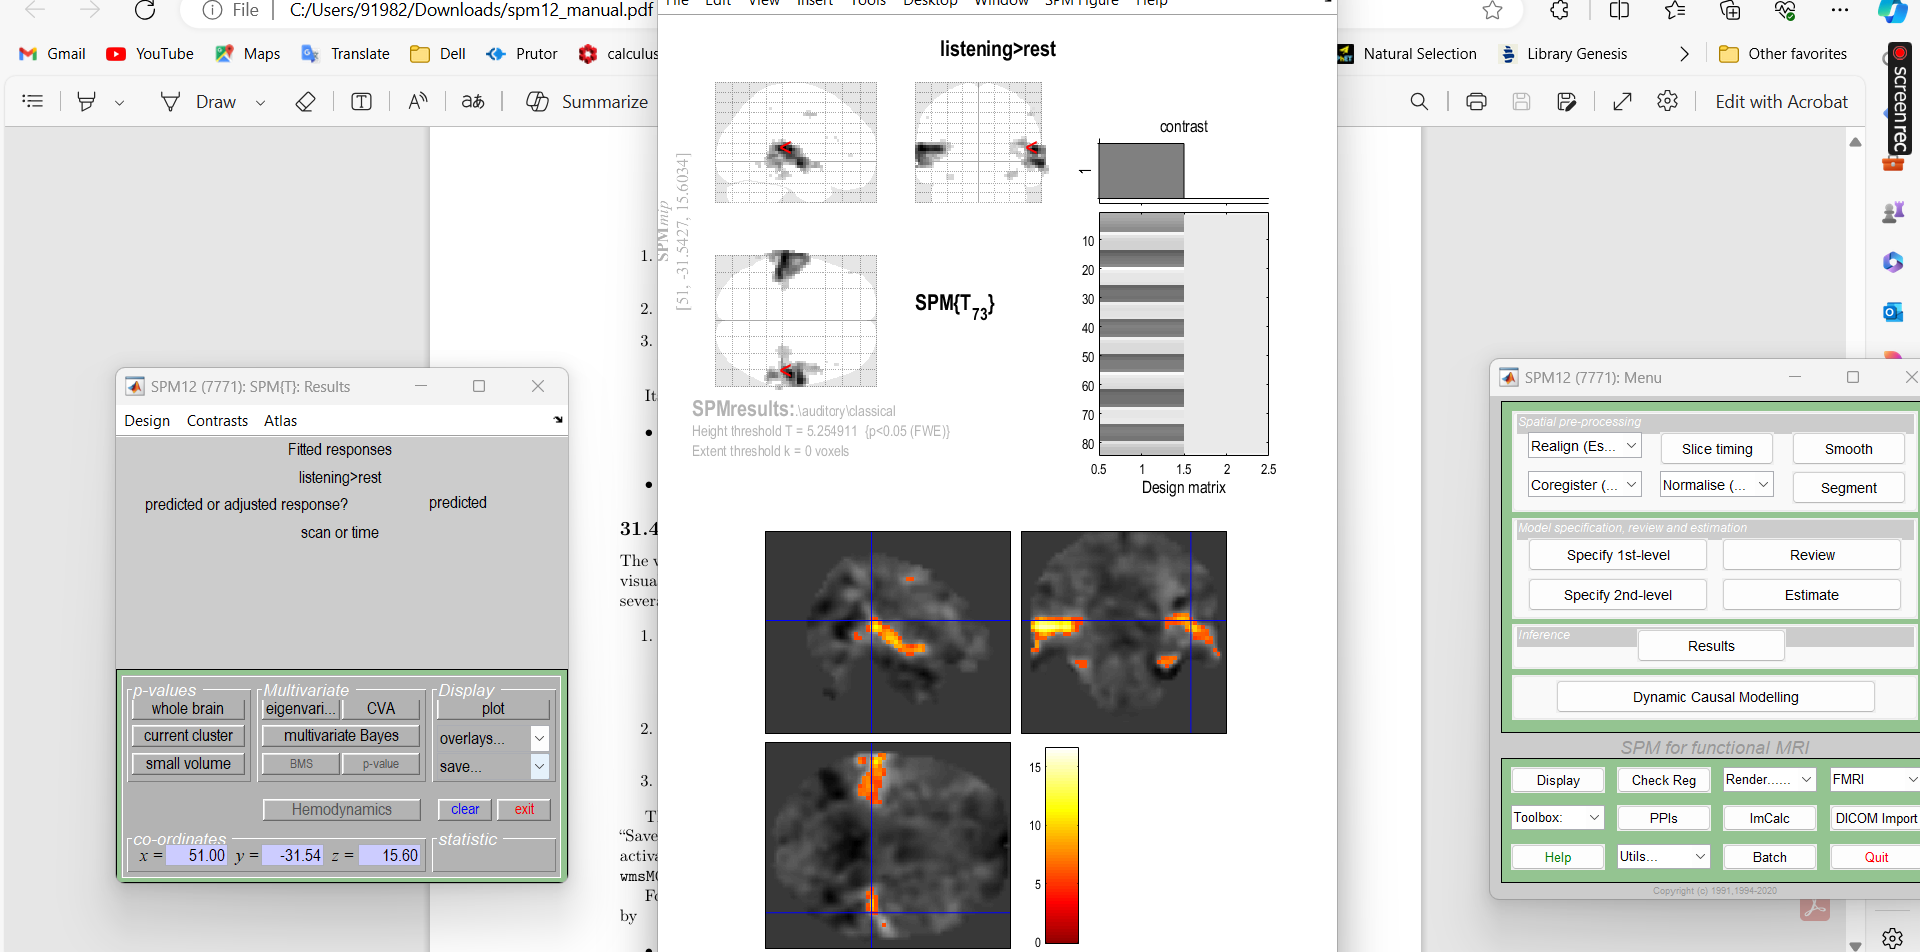 File
C:/Users/91982/Downloads/spm12_manual.pdf
File Edit View Insert Tools Desktop Window SPM Figure Help
Gmail
YouTube
Maps
Translate
Dell
Prutor
calculus
Natural Selection
Library Genesis
Other favorites
Draw
Summarize
Edit with Acrobat
screen rec
listening>rest
SPMmip
[51, -31.5427, 15.6034]
SPM{T73}
SPMresults: .\auditory\classical
Height threshold T = 5.254911 {p<0.05 (FWE)}
Extent threshold k = 0 voxels
contrast
1
10
20
30
40
50
60
70
80
0.5 1 1.5 2 2.5
Design matrix
15
10
5
0
1.
2.
3.
It
31.4
The v
visua
severa
1.
2.
3.
T
“Save
activa
wmsM
Fo
by
SPM12 (7771): SPM{T}: Results
Design Contrasts Atlas
Fitted responses
listening>rest
predicted or adjusted response? predicted
scan or time
p-values
whole brain
current cluster
small volume
Multivariate
eigenvari... CVA
multivariate Bayes
BMS p-value
Display
plot
overlays...
save...
Hemodynamics
clear exit
co-ordinates
x = 51.00 y = -31.54 z = 15.60
statistic
SPM12 (7771): Menu
Spatial pre-processing
Realign (Es... Slice timing Smooth
Coregister (... Normalise (... Segment
Model specification, review and estimation
Specify 1st-level Review
Specify 2nd-level Estimate
Inference
Results
Dynamic Causal Modelling
SPM for functional MRI
Display Check Reg Render...... FMRI
Toolbox: PPIs ImCalc DICOM Import
Help Utils... Batch Quit
Copyright (c) 1991,1994-2020